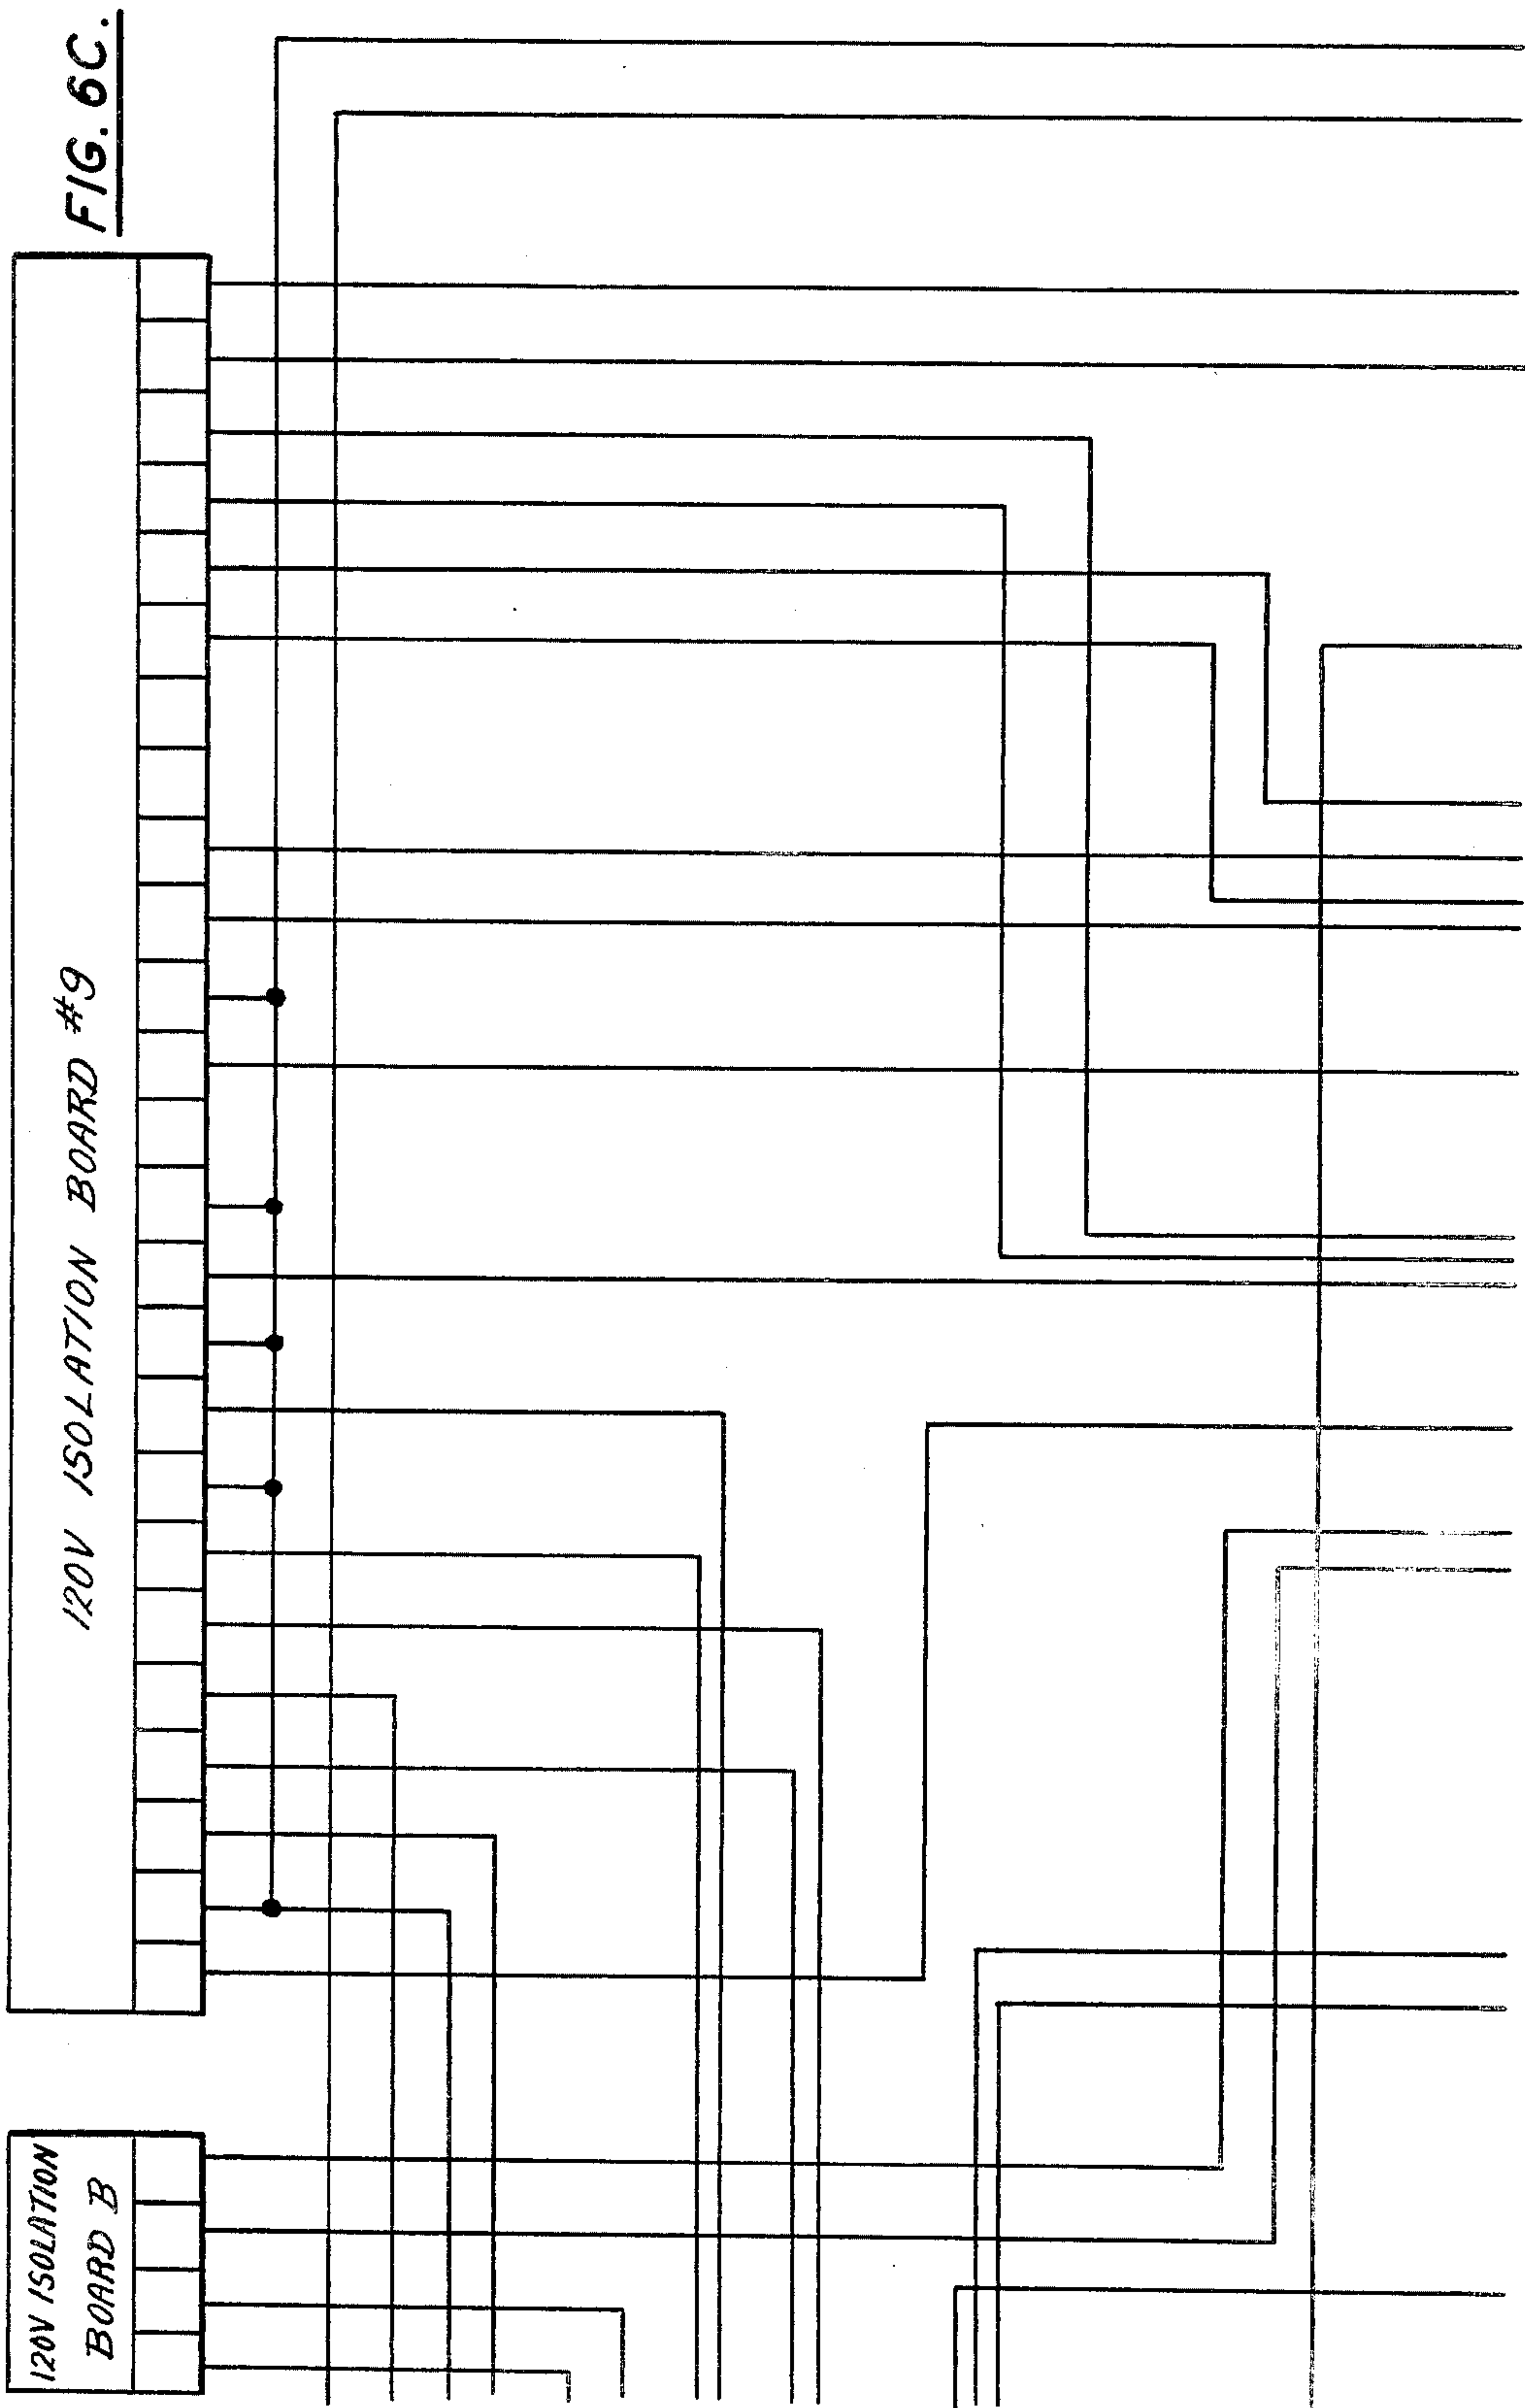 FIG. 6C.
120V ISOLATION BOARD #9
120V ISOLATION
BOARD B